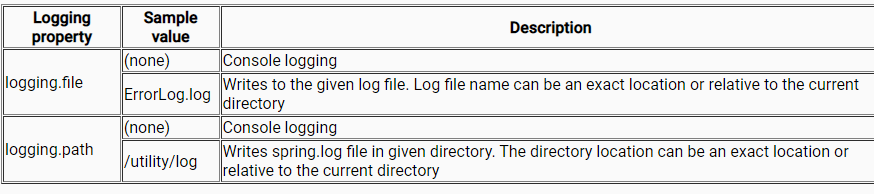 Logging property
Sample value
Description
logging.file
(none)
Console logging
ErrorLog.log
Writes to the given log file. Log file name can be an exact location or relative to the current
directory
logging.path
(none)
Console logging
/utility/log
Writes spring.log file in given directory. The directory location can be an exact location or
relative to the current directory